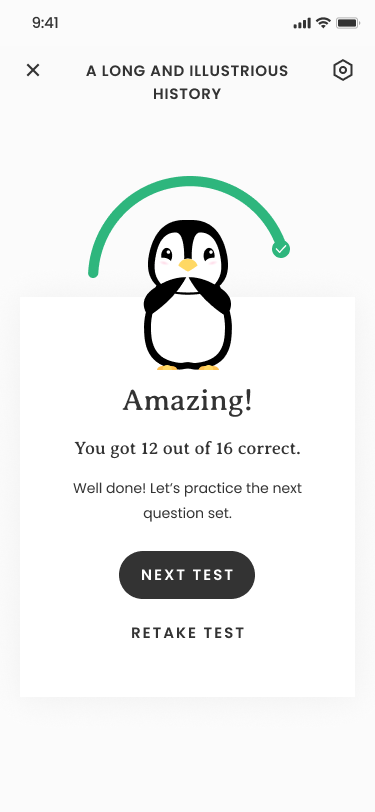 9:41
A LONG AND ILLUSTRIOUS
HISTORY
Amazing!
You got 12 out of 16 correct.
Well done! Let’s practice the next
question set.
NEXT TEST
RETAKE TEST